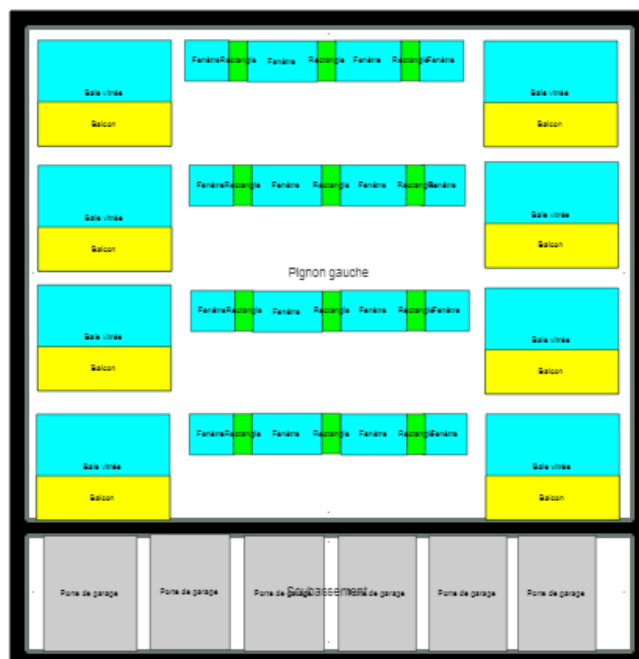 Fenêtre Rectangle Fenêtre Rectangle Fenêtre Rectangle Fenêtre
Baie vitrée Baie vitrée
Balcon Balcon
Fenêtre Rectangle Fenêtre Rectangle Fenêtre Rectangle Fenêtre
Baie vitrée Baie vitrée
Balcon Balcon
Pignon gauche
Fenêtre Rectangle Fenêtre Rectangle Fenêtre Rectangle Fenêtre
Baie vitrée Baie vitrée
Balcon Balcon
Fenêtre Rectangle Fenêtre Rectangle Fenêtre Rectangle Fenêtre
Baie vitrée Baie vitrée
Balcon Balcon
Porte de garage Porte de garage Porte de garage Soubassement Porte de garage Porte de garage Porte de garage